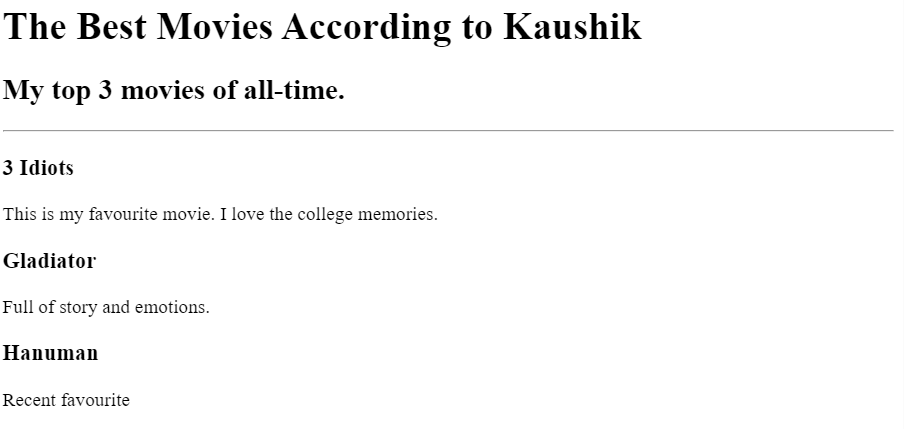 The Best Movies According to Kaushik
My top 3 movies of all-time.
3 Idiots
This is my favourite movie. I love the college memories.
Gladiator
Full of story and emotions.
Hanuman
Recent favourite